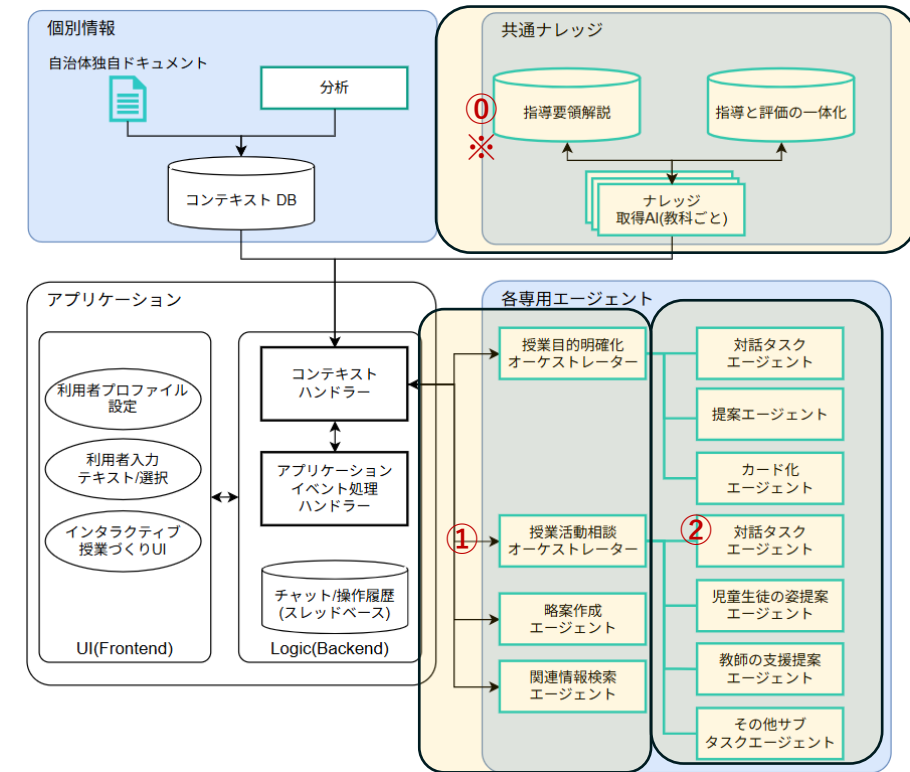 個別情報
自治体独自ドキュメント
分析
コンテキスト DB
共通ナレッジ
⓪
※
指導要領解説
指導と評価の一体化
ナレッジ
取得AI(教科ごと)
アプリケーション
利用者プロファイル
設定
利用者入力
テキスト/選択
インタラクティブ
授業づくりUI
UI(Frontend)
コンテキスト
ハンドラー
アプリケーション
イベント処理
ハンドラー
チャット/操作履歴
(スレッドベース)
Logic(Backend)
各専用エージェント
①
授業目的明確化
オーケストレーター
授業活動相談
オーケストレーター
略案作成
エージェント
関連情報検索
エージェント
②
対話タスク
エージェント
提案エージェント
カード化
エージェント
対話タスク
エージェント
児童生徒の姿提案
エージェント
教師の支援提案
エージェント
その他サブ
タスクエージェント